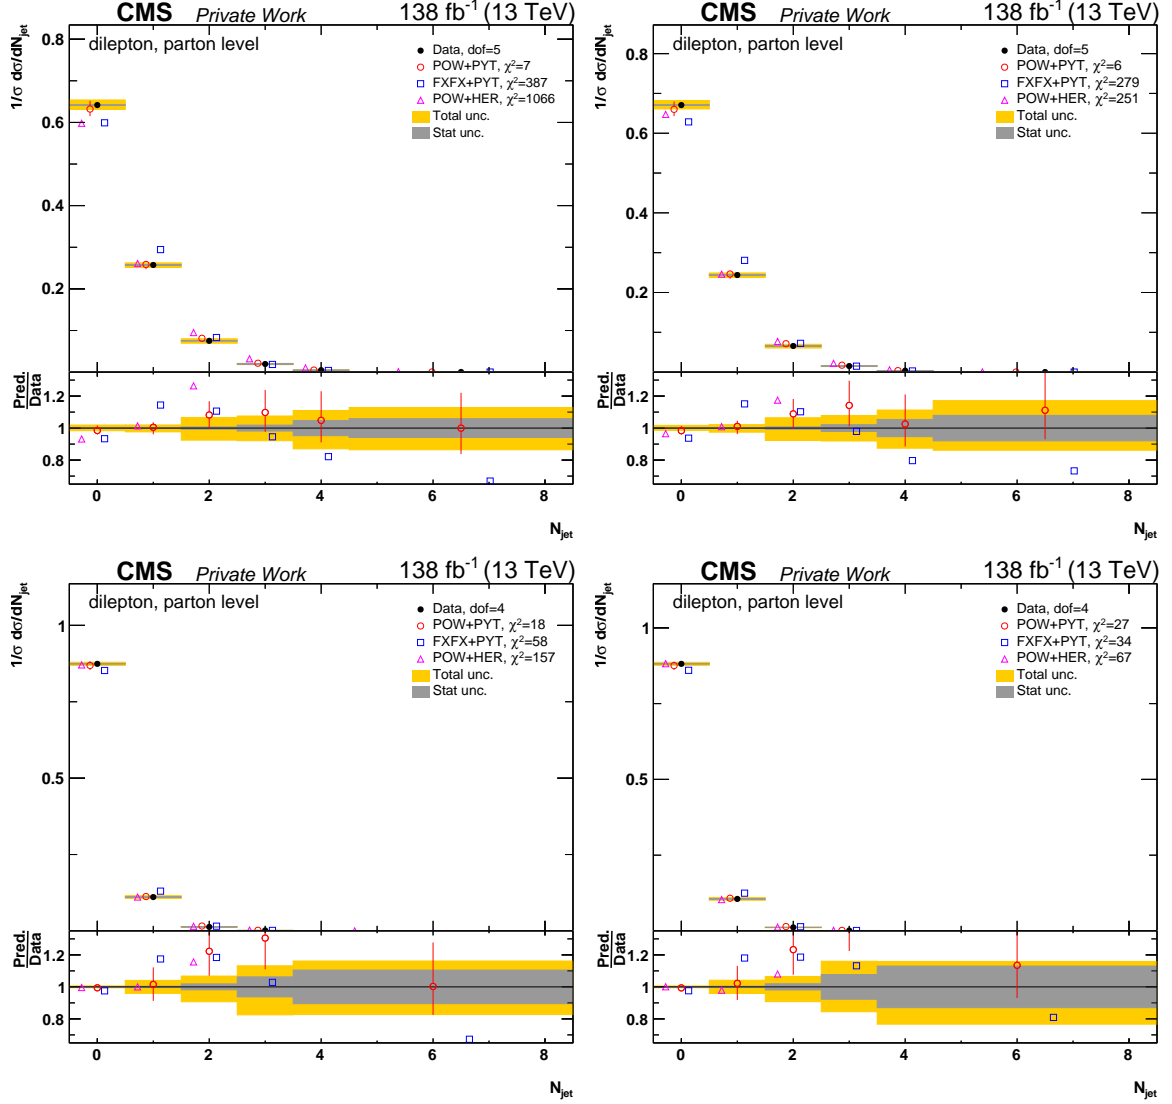 CMS Private Work 138 fb⁻¹ (13 TeV)
dilepton, parton level
1/σ dσ/dN_jet
Data, dof=5
POW+PYT, χ²=7
FXFX+PYT, χ²=387
POW+HER, χ²=1066
Total unc.
Stat unc.
0.8
0.6
0.4
0.2
Pred.
Data
1.2
1
0.8
0 2 4 6 8
N_jet
CMS Private Work 138 fb⁻¹ (13 TeV)
dilepton, parton level
1/σ dσ/dN_jet
Data, dof=5
POW+PYT, χ²=6
FXFX+PYT, χ²=279
POW+HER, χ²=251
Total unc.
Stat unc.
0.8
0.6
0.4
0.2
Pred.
Data
1.2
1
0.8
0 2 4 6 8
N_jet
CMS Private Work 138 fb⁻¹ (13 TeV)
dilepton, parton level
1/σ dσ/dN_jet
Data, dof=4
POW+PYT, χ²=18
FXFX+PYT, χ²=58
POW+HER, χ²=157
Total unc.
Stat unc.
1
0.5
Pred.
Data
1.2
1
0.8
0 2 4 6 8
N_jet
CMS Private Work 138 fb⁻¹ (13 TeV)
dilepton, parton level
1/σ dσ/dN_jet
Data, dof=4
POW+PYT, χ²=27
FXFX+PYT, χ²=34
POW+HER, χ²=67
Total unc.
Stat unc.
1
0.5
Pred.
Data
1.2
1
0.8
0 2 4 6 8
N_jet